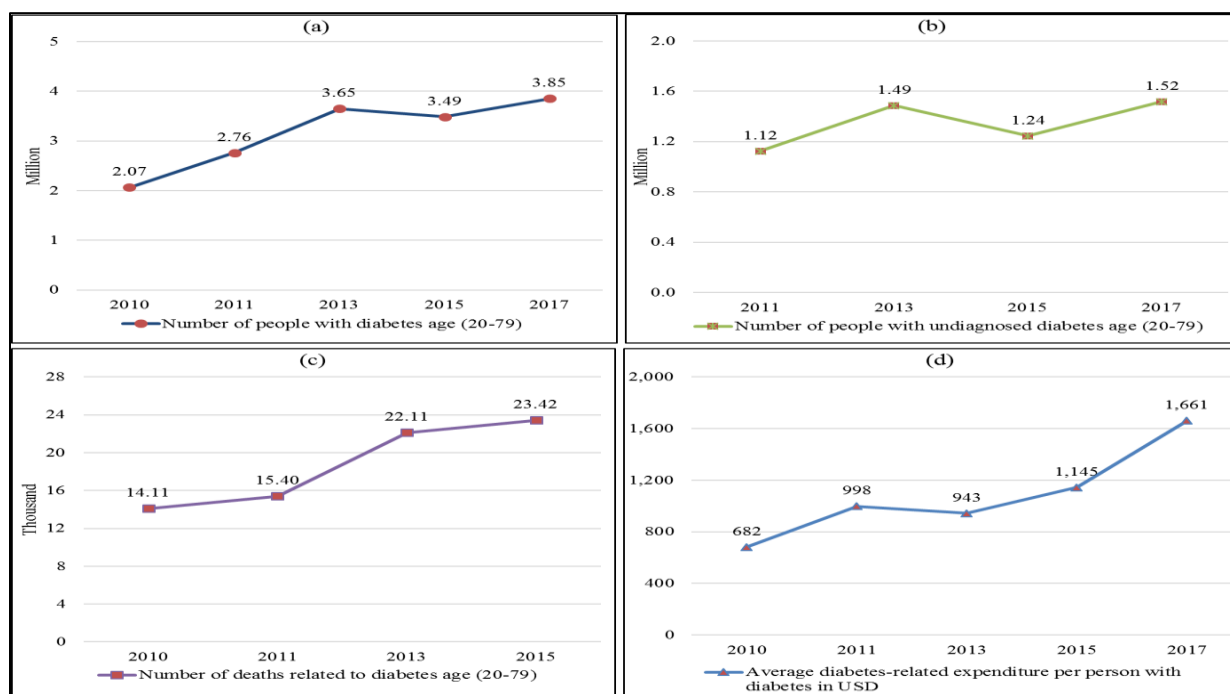 (a)
5
4
3
2
1
0
Million
2.07
2.76
3.65
3.49
3.85
2010 2011 2013 2015 2017
Number of people with diabetes age (20-79)
(b)
2.0
1.6
1.2
0.8
0.4
0.0
Million
1.12
1.49
1.24
1.52
2011 2013 2015 2017
Number of people with undiagnosed diabetes age (20-79)
(c)
28
24
20
16
12
8
4
0
Thousand
14.11
15.40
22.11
23.42
2010 2011 2013 2015
Number of deaths related to diabetes age (20-79)
(d)
2,000
1,600
1,200
800
400
0
682
998
943
1,145
1,661
2010 2011 2013 2015 2017
Average diabetes-related expenditure per person with
diabetes in USD